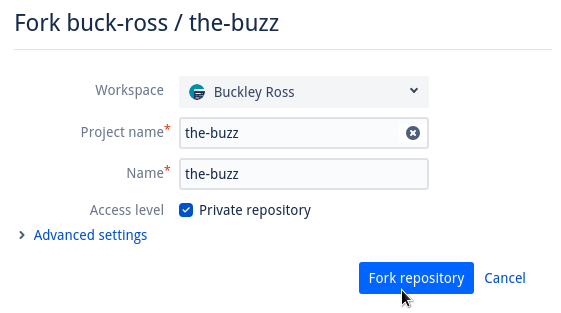 Fork buck-ross / the-buzz
Workspace Buckley Ross
Project name* the-buzz
Name* the-buzz
Access level Private repository
Advanced settings
Fork repository Cancel